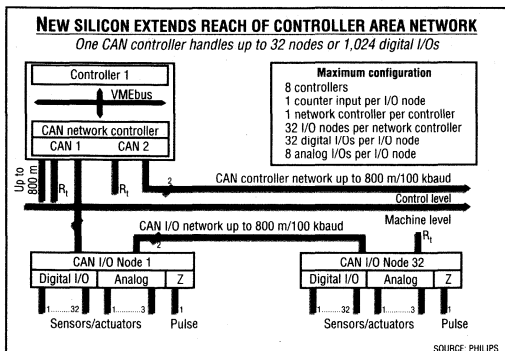 NEW SILICON EXTENDS REACH OF CONTROLLER AREA NETWORK
One CAN controller handles up to 32 nodes or 1,024 digital I/Os
Controller 1
VMEbus
CAN network controller
CAN 1 CAN 2
Maximum configuration
8 controllers
1 counter input per I/O node
1 network controller per controller
32 I/O nodes per network controller
32 digital I/Os per I/O node
8 analog I/Os per I/O node
Up to
800 m
Rt
Rt
2
CAN controller network up to 800 m/100 kbaud
Control level
Machine level
CAN I/O network up to 800 m/100 kbaud
2
Rt
CAN I/O Node 1
Digital I/O Analog Z
1..........32 1..........3 1
Sensors/actuators Pulse
CAN I/O Node 32
Digital I/O Analog Z
1..........32 1..........3 1
Sensors/actuators Pulse
SOURCE: PHILIPS